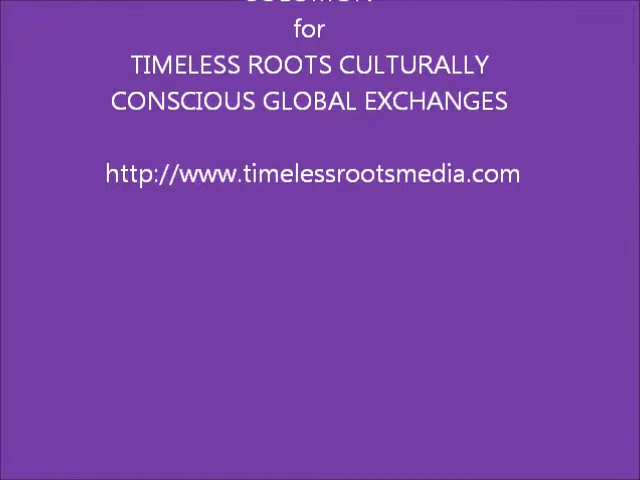 for
TIMELESS ROOTS CULTURALLY
CONSCIOUS GLOBAL EXCHANGES
http://www.timelessrootsmedia.com